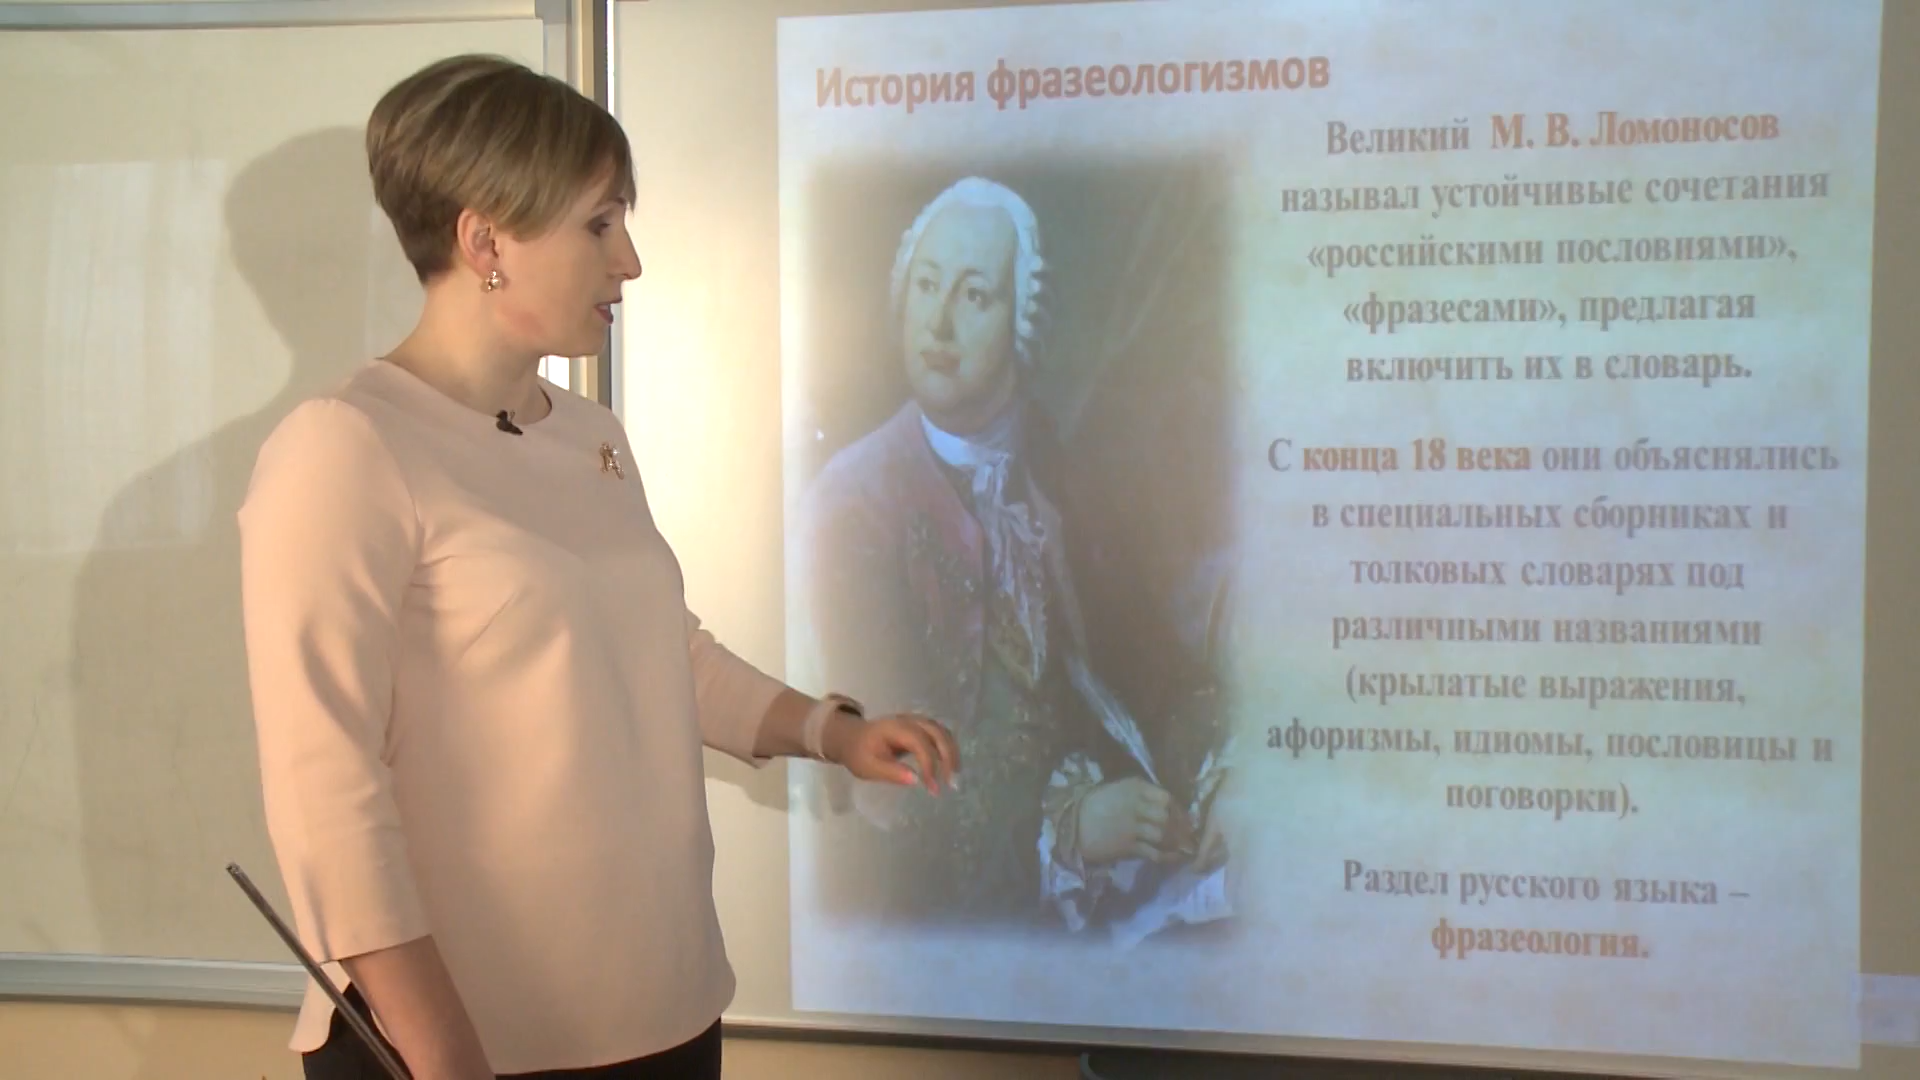 История фразеологизмов
Великий М. В. Ломоносов
называл устойчивые сочетания
«российскими пословиями»,
«фразесами», предлагая
включить их в словарь.
С конца 18 века они объяснялись
в специальных сборниках и
толковых словарях под
различными названиями
(крылатые выражения,
афоризмы, идиомы, пословицы и
поговорки).
Раздел русского языка –
фразеология.